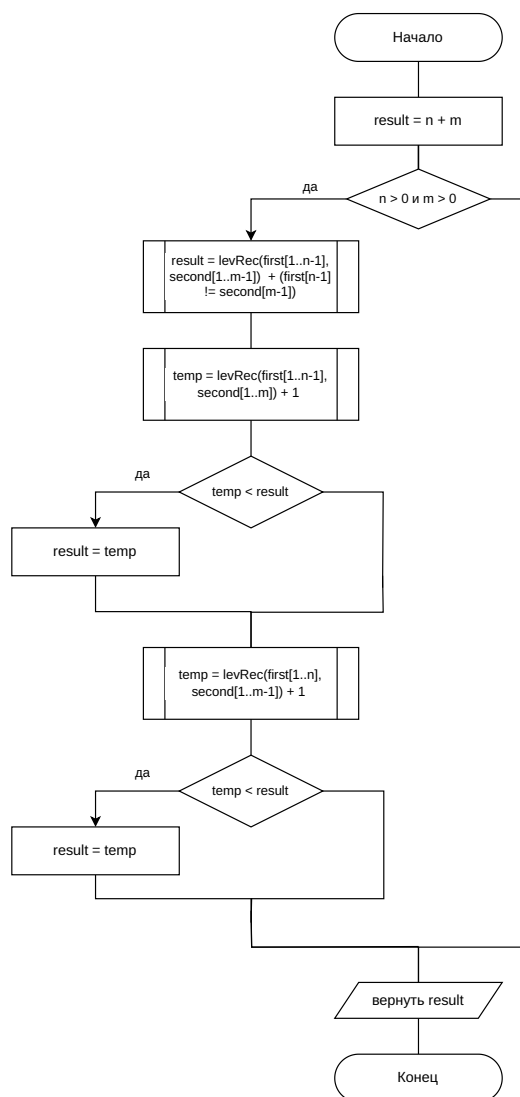 Начало
result = n + m
да
n > 0 и m > 0
result = levRec(first[1..n-1],
second[1..m-1]) + (first[n-1]
!= second[m-1])
temp = levRec(first[1..n-1],
second[1..m]) + 1
да
temp < result
result = temp
temp = levRec(first[1..n],
second[1..m-1]) + 1
да
temp < result
result = temp
вернуть result
Конец